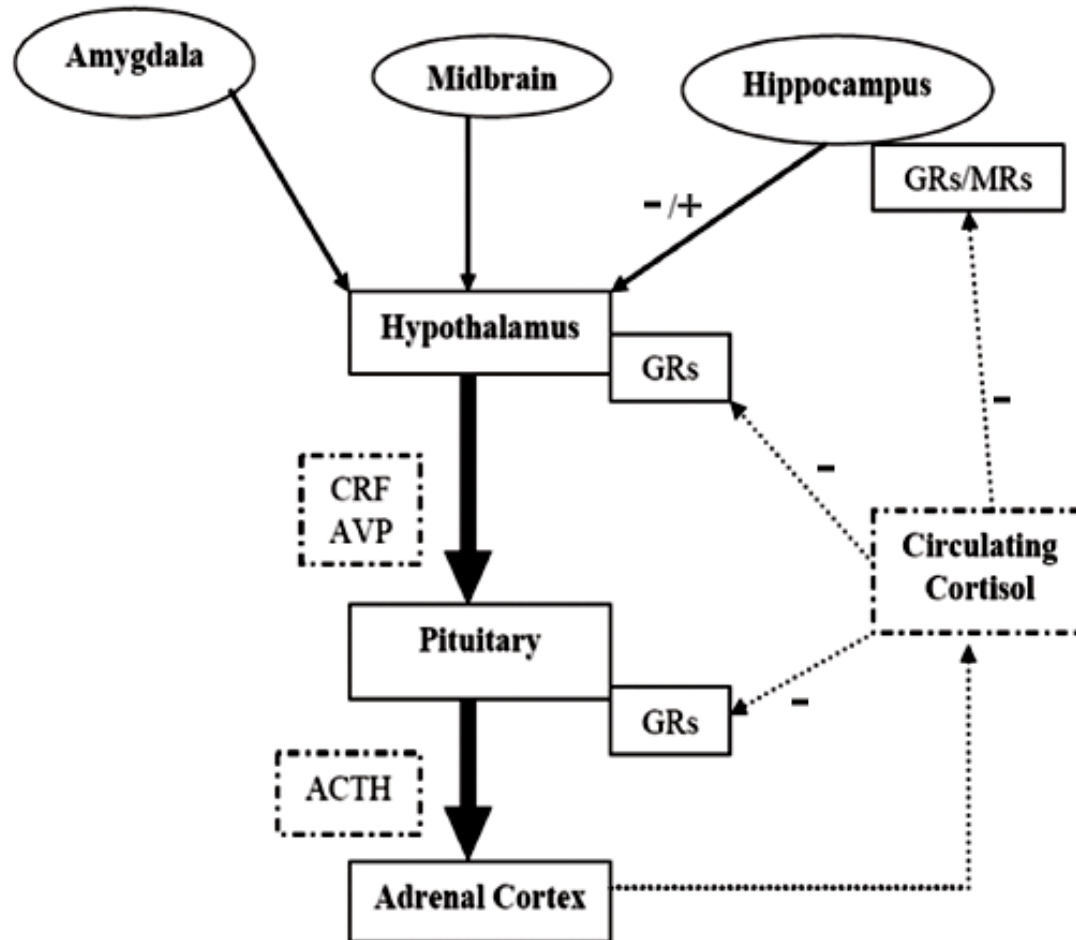 Amygdala
Midbrain
Hippocampus
GRs/MRs
-/+
Hypothalamus
GRs
-
-
CRF
AVP
Circulating
Cortisol
Pituitary
GRs
-
ACTH
Adrenal Cortex